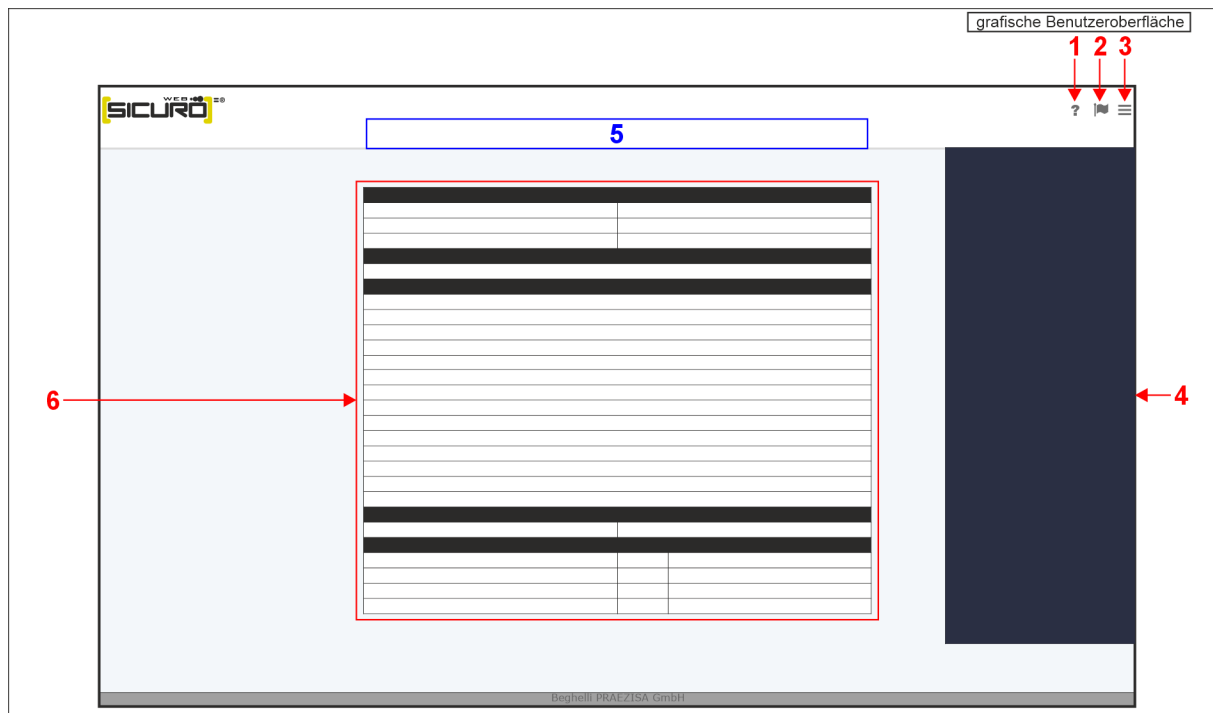 grafische Benutzeroberfläche
1 2 3
WEB
[SICURO]
?
5
6
4
Beghelli PRAEZISA GmbH